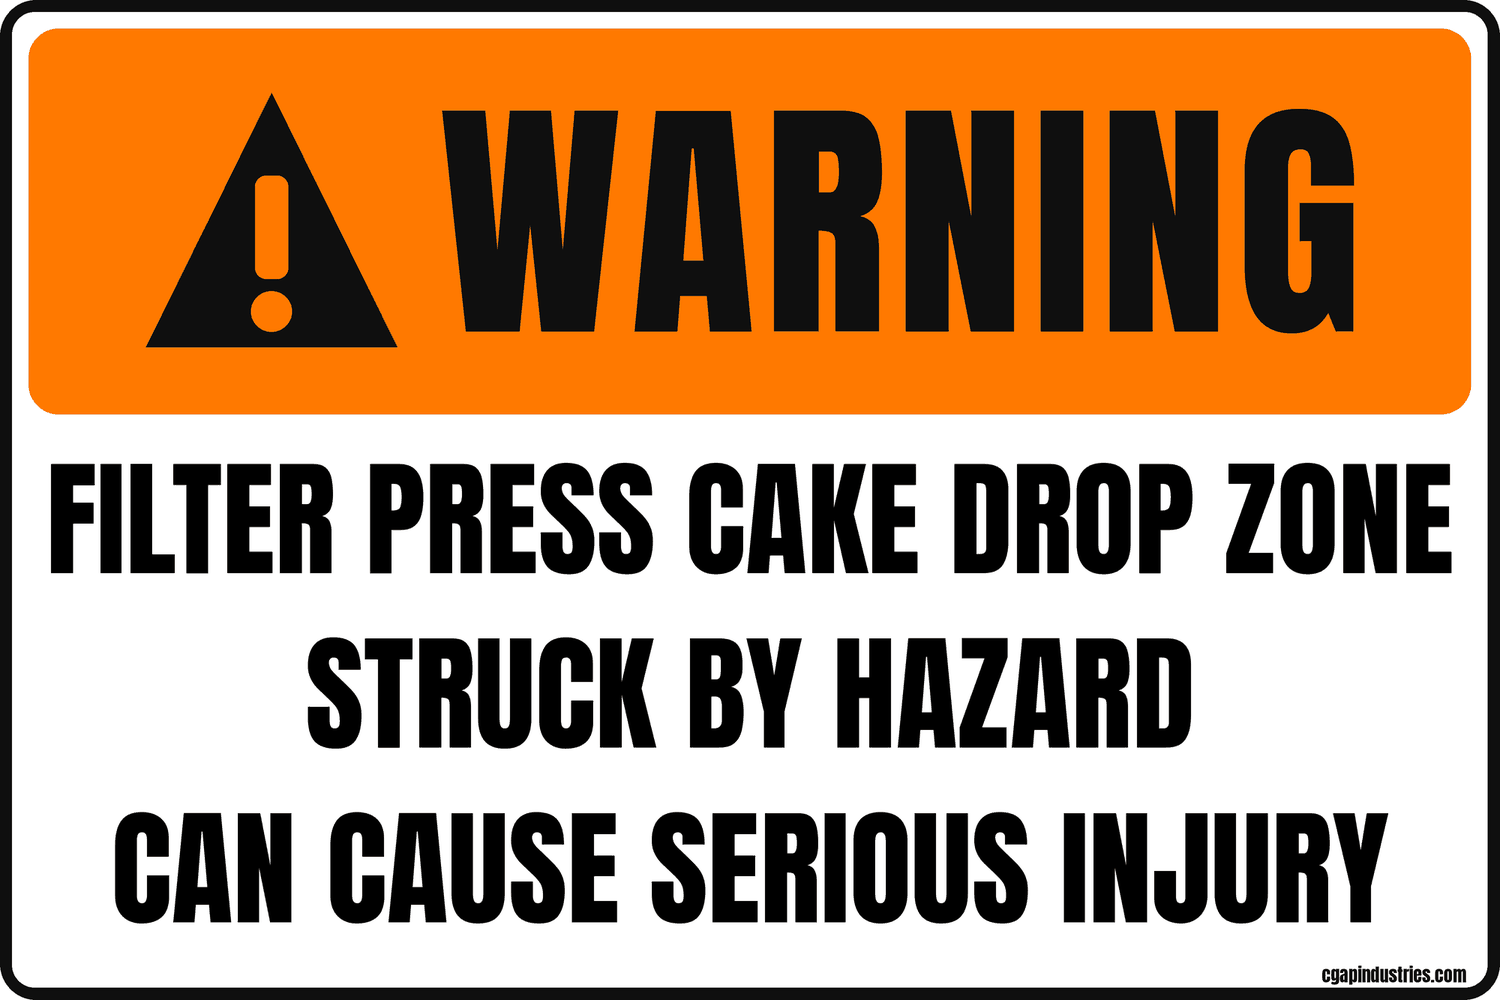 WARNING
FILTER PRESS CAKE DROP ZONE
STRUCK BY HAZARD
CAN CAUSE SERIOUS INJURY
cgapindustries.com